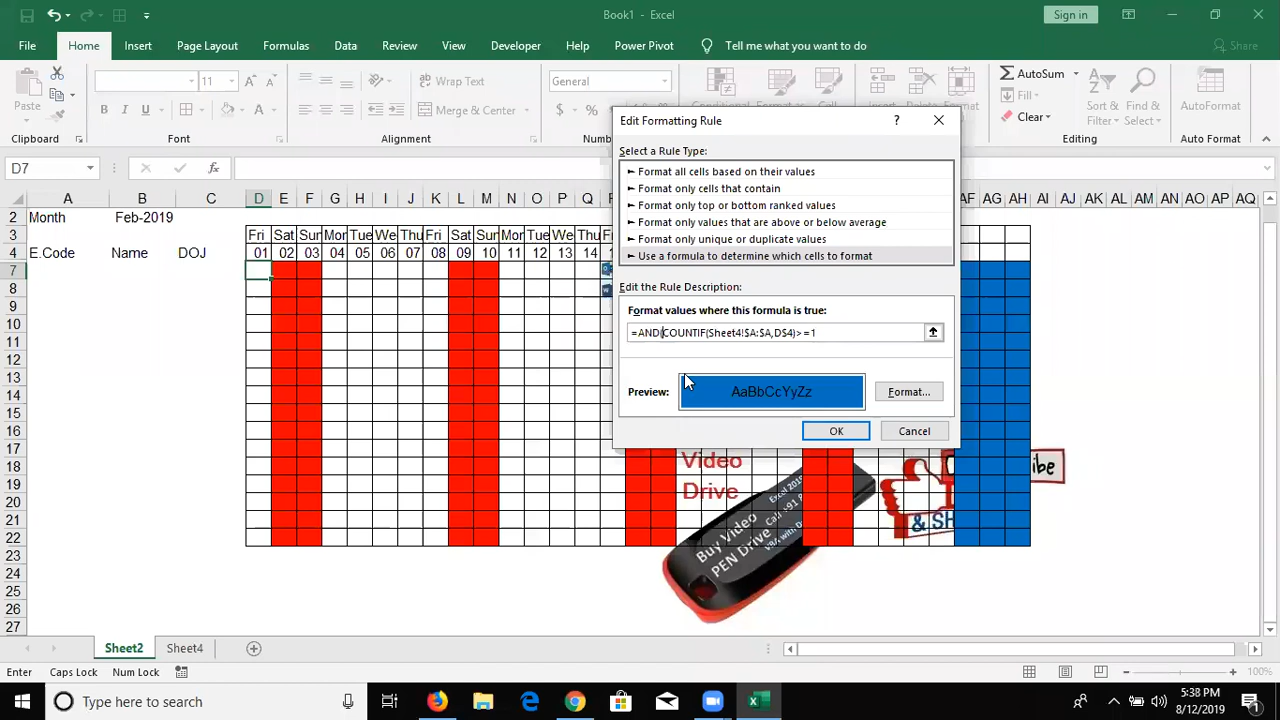 Book1 - Excel
Sign in
File Home Insert Page Layout Formulas Data Review View Developer Help Power Pivot Tell me what you want to do Share
Paste
11
Wrap Text
Merge & Center
General
AutoSum
Fill
Clear
Sort &
Filter
Find &
Select
AutoFormat
Clipboard Font Alignment Editing Auto Format
D7
Edit Formatting Rule
Select a Rule Type:
► Format all cells based on their values
► Format only cells that contain
► Format only top or bottom ranked values
► Format only values that are above or below average
► Format only unique or duplicate values
► Use a formula to determine which cells to format
Edit the Rule Description:
Format values where this formula is true:
=AND(COUNTIF(Sheet4!$A:$A,D$4)>=1
Preview: AaBbCcYyZz Format...
OK Cancel
A B C D E F G H I J K L M N O P Q AF AG AH AI AJ AK AL AM AN AO AP AQ
2 Month Feb-2019
3 Fri Sat Sun Mon Tue We Thu Fri Sat Sun Mon Tue We Thu
4 E.Code Name DOJ 01 02 03 04 05 06 07 08 09 10 11 12 13 14
7
8
9
10
11
12
13
14
15
16
17
18
19
20
21
22
23
24
25
26
27
Video
Drive
Buy Video
PEN Drive
Sheet2 Sheet4
Enter Caps Lock Num Lock 100%
Type here to search
5:38 PM
8/12/2019